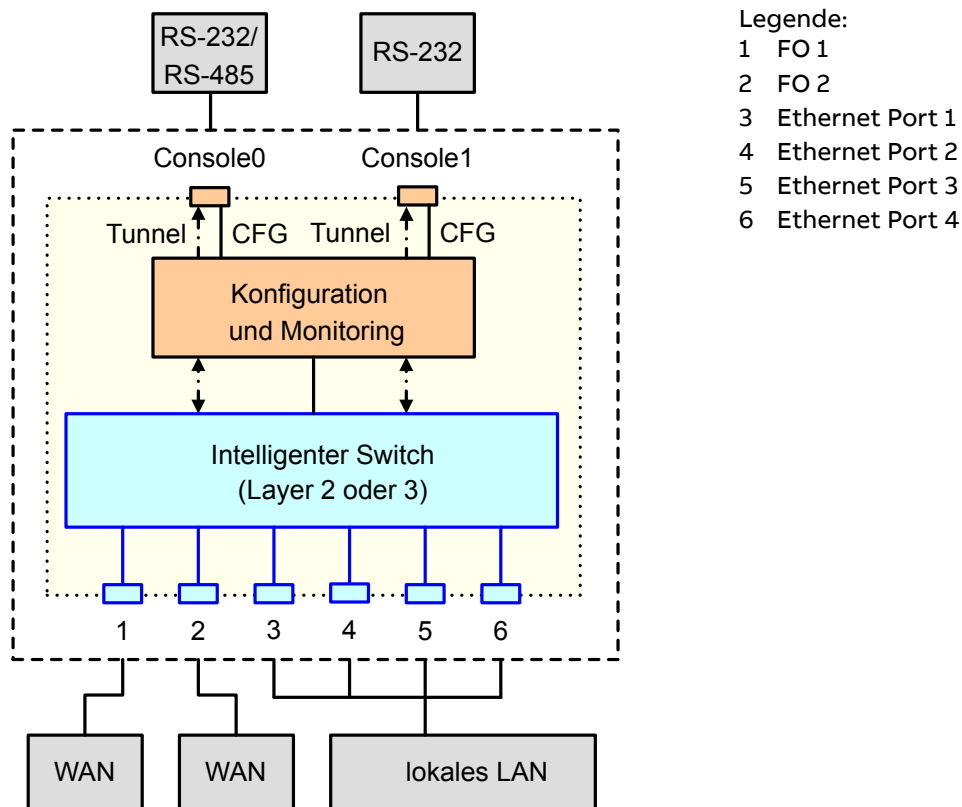 RS-232/
RS-485
RS-232
Console0
Console1
Tunnel
CFG
Tunnel
CFG
Konfiguration
und Monitoring
Intelligenter Switch
(Layer 2 oder 3)
1
2
3
4
5
6
WAN
WAN
lokales LAN
Legende:
1 FO 1
2 FO 2
3 Ethernet Port 1
4 Ethernet Port 2
5 Ethernet Port 3
6 Ethernet Port 4